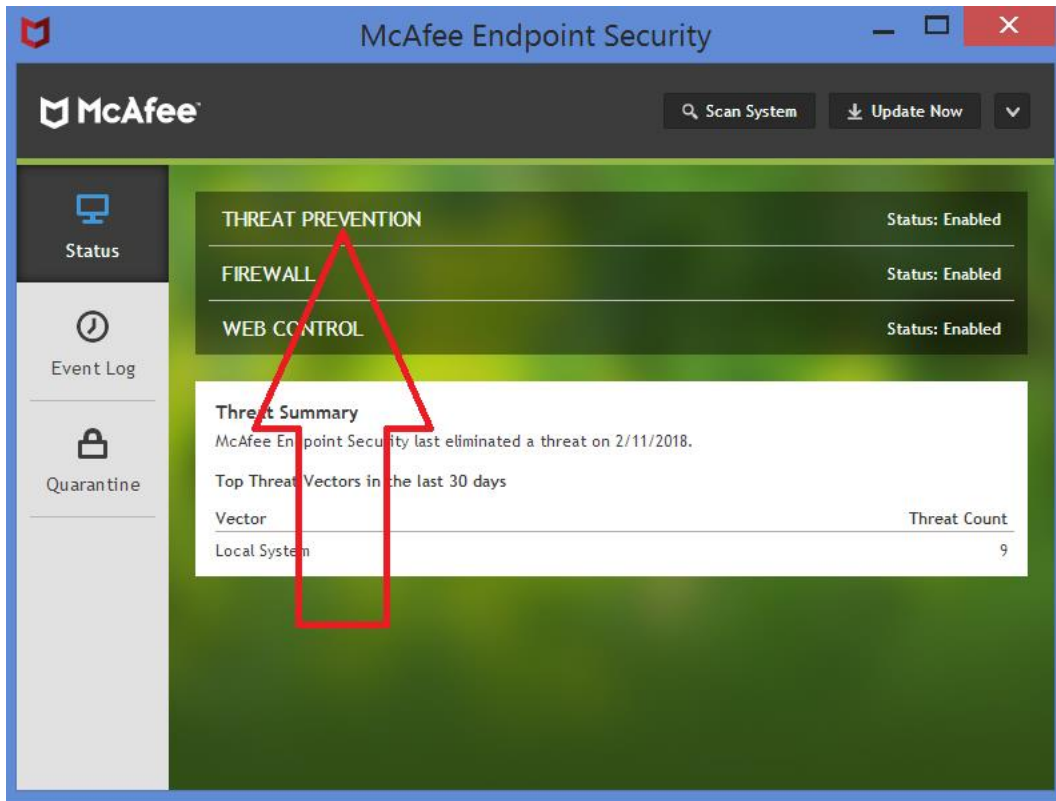 McAfee Endpoint Security
McAfee™
Scan System
Update Now
Status
Event Log
Quarantine
THREAT PREVENTION Status: Enabled
FIREWALL Status: Enabled
WEB CONTROL Status: Enabled
Threat Summary
McAfee Endpoint Security last eliminated a threat on 2/11/2018.
Top Threat Vectors in the last 30 days
Vector Threat Count
Local System 9